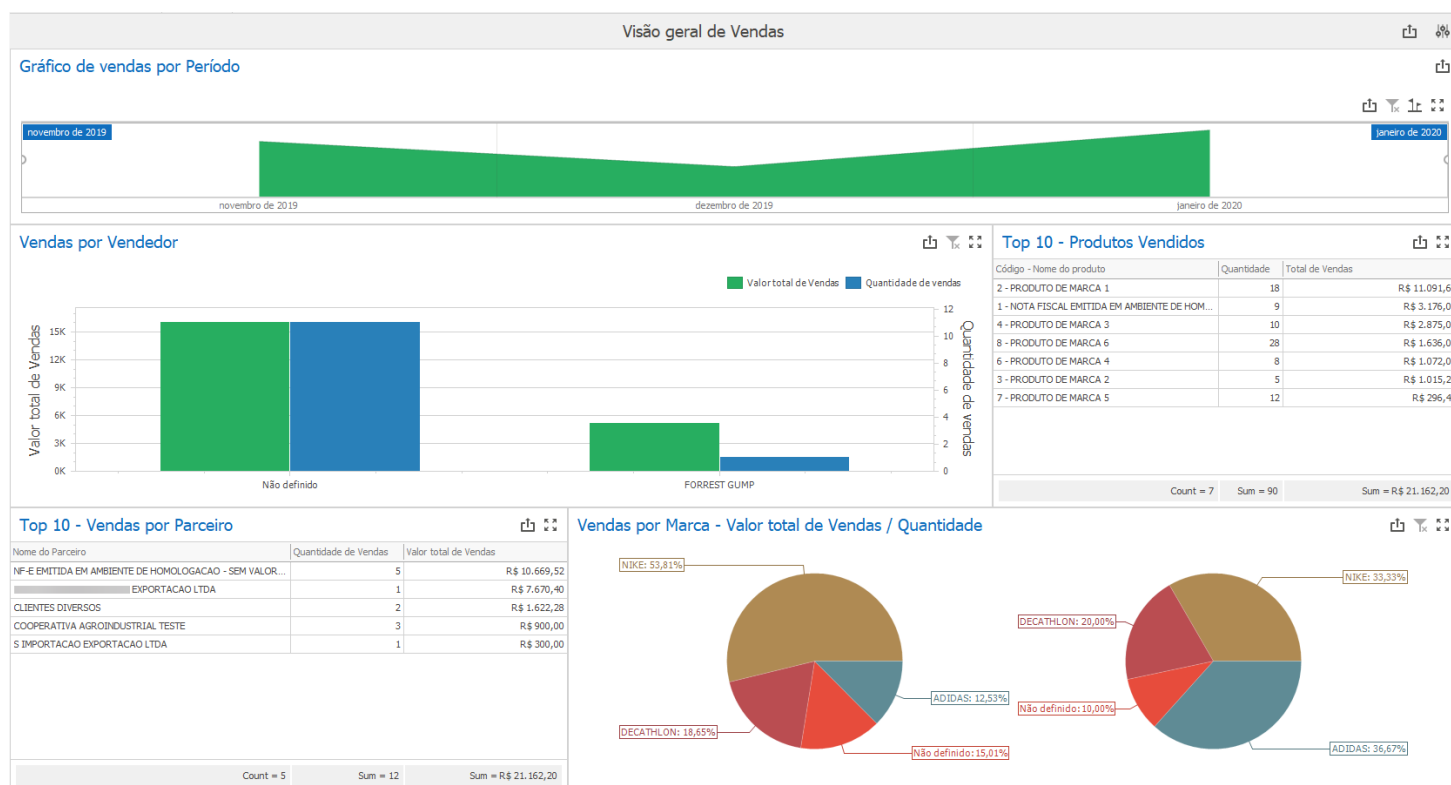 Visão geral de Vendas
Gráfico de vendas por Período
novembro de 2019
janeiro de 2020
novembro de 2019
dezembro de 2019
janeiro de 2020
Vendas por Vendedor
Valor total de Vendas
Quantidade de vendas
Valor total de Vendas
15K
12K
9K
6K
3K
0K
12
10
8
6
4
2
0
Quantidade de vendas
Não definido
FORREST GUMP
Top 10 - Produtos Vendidos
Código - Nome do produto Quantidade Total de Vendas
2 - PRODUTO DE MARCA 1 18 R$ 11.091,6
1 - NOTA FISCAL EMITIDA EM AMBIENTE DE HOM... 9 R$ 3.176,0
4 - PRODUTO DE MARCA 3 10 R$ 2.875,0
8 - PRODUTO DE MARCA 6 28 R$ 1.636,0
6 - PRODUTO DE MARCA 4 8 R$ 1.072,0
3 - PRODUTO DE MARCA 2 5 R$ 1.015,2
7 - PRODUTO DE MARCA 5 12 R$ 296,4
Count = 7 Sum = 90 Sum = R$ 21.162,20
Top 10 - Vendas por Parceiro
Nome do Parceiro Quantidade de Vendas Valor total de Vendas
NF-E EMITIDA EM AMBIENTE DE HOMOLOGACAO - SEM VALOR... 5 R$ 10.669,52
EXPORTACAO LTDA 1 R$ 7.670,40
CLIENTES DIVERSOS 2 R$ 1.622,28
COOPERATIVA AGROINDUSTRIAL TESTE 3 R$ 900,00
S IMPORTACAO EXPORTACAO LTDA 1 R$ 300,00
Count = 5 Sum = 12 Sum = R$ 21.162,20
Vendas por Marca - Valor total de Vendas / Quantidade
NIKE: 53,81%
ADIDAS: 12,53%
DECATHLON: 18,65%
Não definido: 15,01%
NIKE: 33,33%
DECATHLON: 20,00%
Não definido: 10,00%
ADIDAS: 36,67%